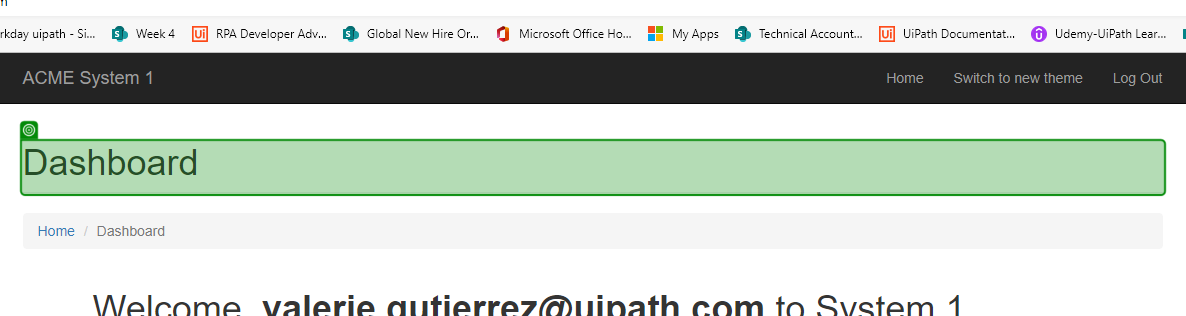 rkday uipath - Si... Week 4 RPA Developer Adv... Global New Hire Or... Microsoft Office Ho... My Apps Technical Account... UiPath Documentat... Udemy-UiPath Lear...
ACME System 1 Home Switch to new theme Log Out
Dashboard
Home / Dashboard
Welcome, valerie.gutierrez@uipath.com to System 1